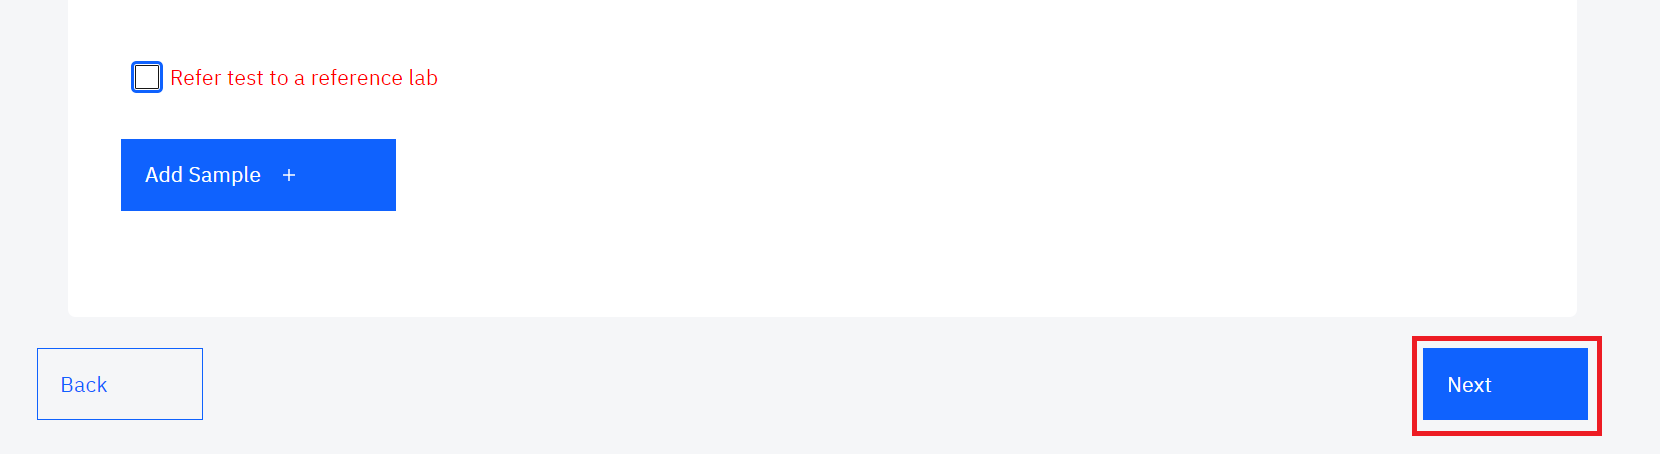 Refer test to a reference lab
Add Sample +
Back
Next